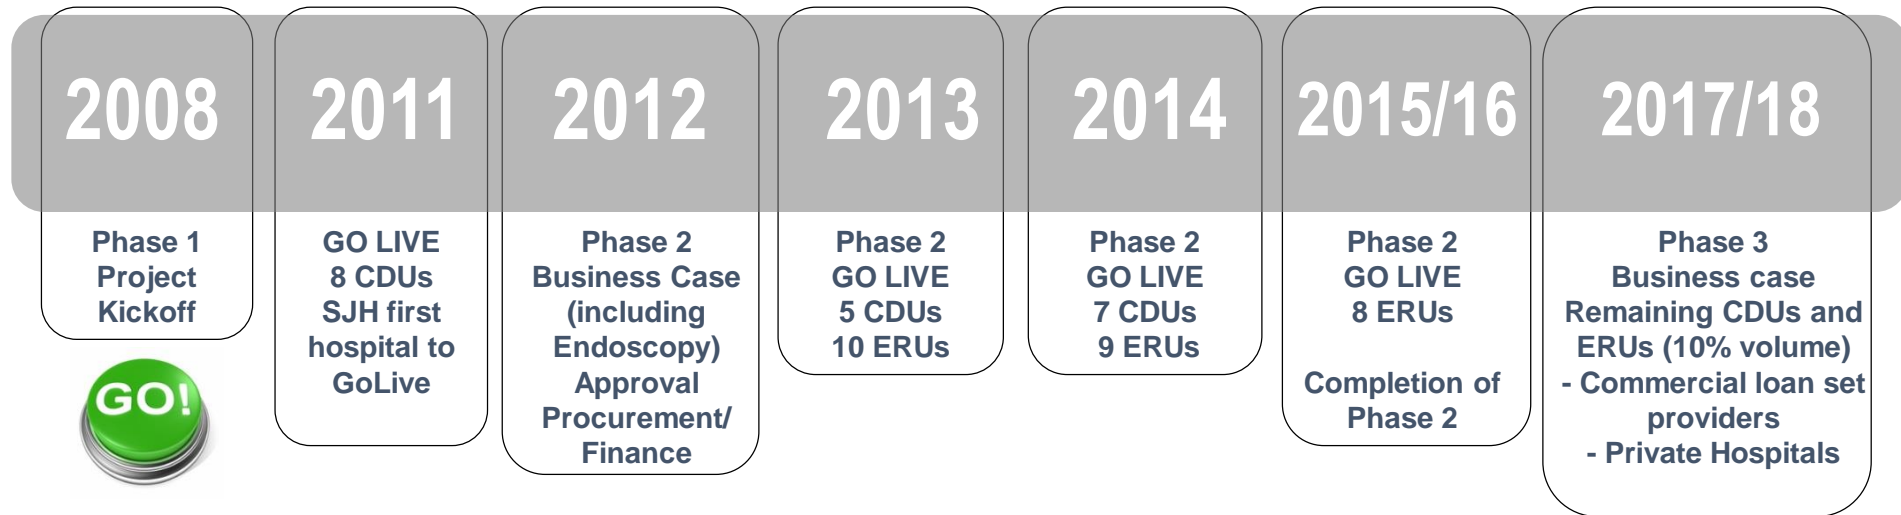 2008
Phase 1
Project
Kickoff
GO!
2011
GO LIVE
8 CDUs
SJH first
hospital to
GoLive
2012
Phase 2
Business Case
(including
Endoscopy)
Approval
Procurement/
Finance
2013
Phase 2
GO LIVE
5 CDUs
10 ERUs
2014
Phase 2
GO LIVE
7 CDUs
9 ERUs
2015/16
Phase 2
GO LIVE
8 ERUs
Completion of
Phase 2
2017/18
Phase 3
Business case
Remaining CDUs and
ERUs (10% volume)
- Commercial loan set
providers
- Private Hospitals